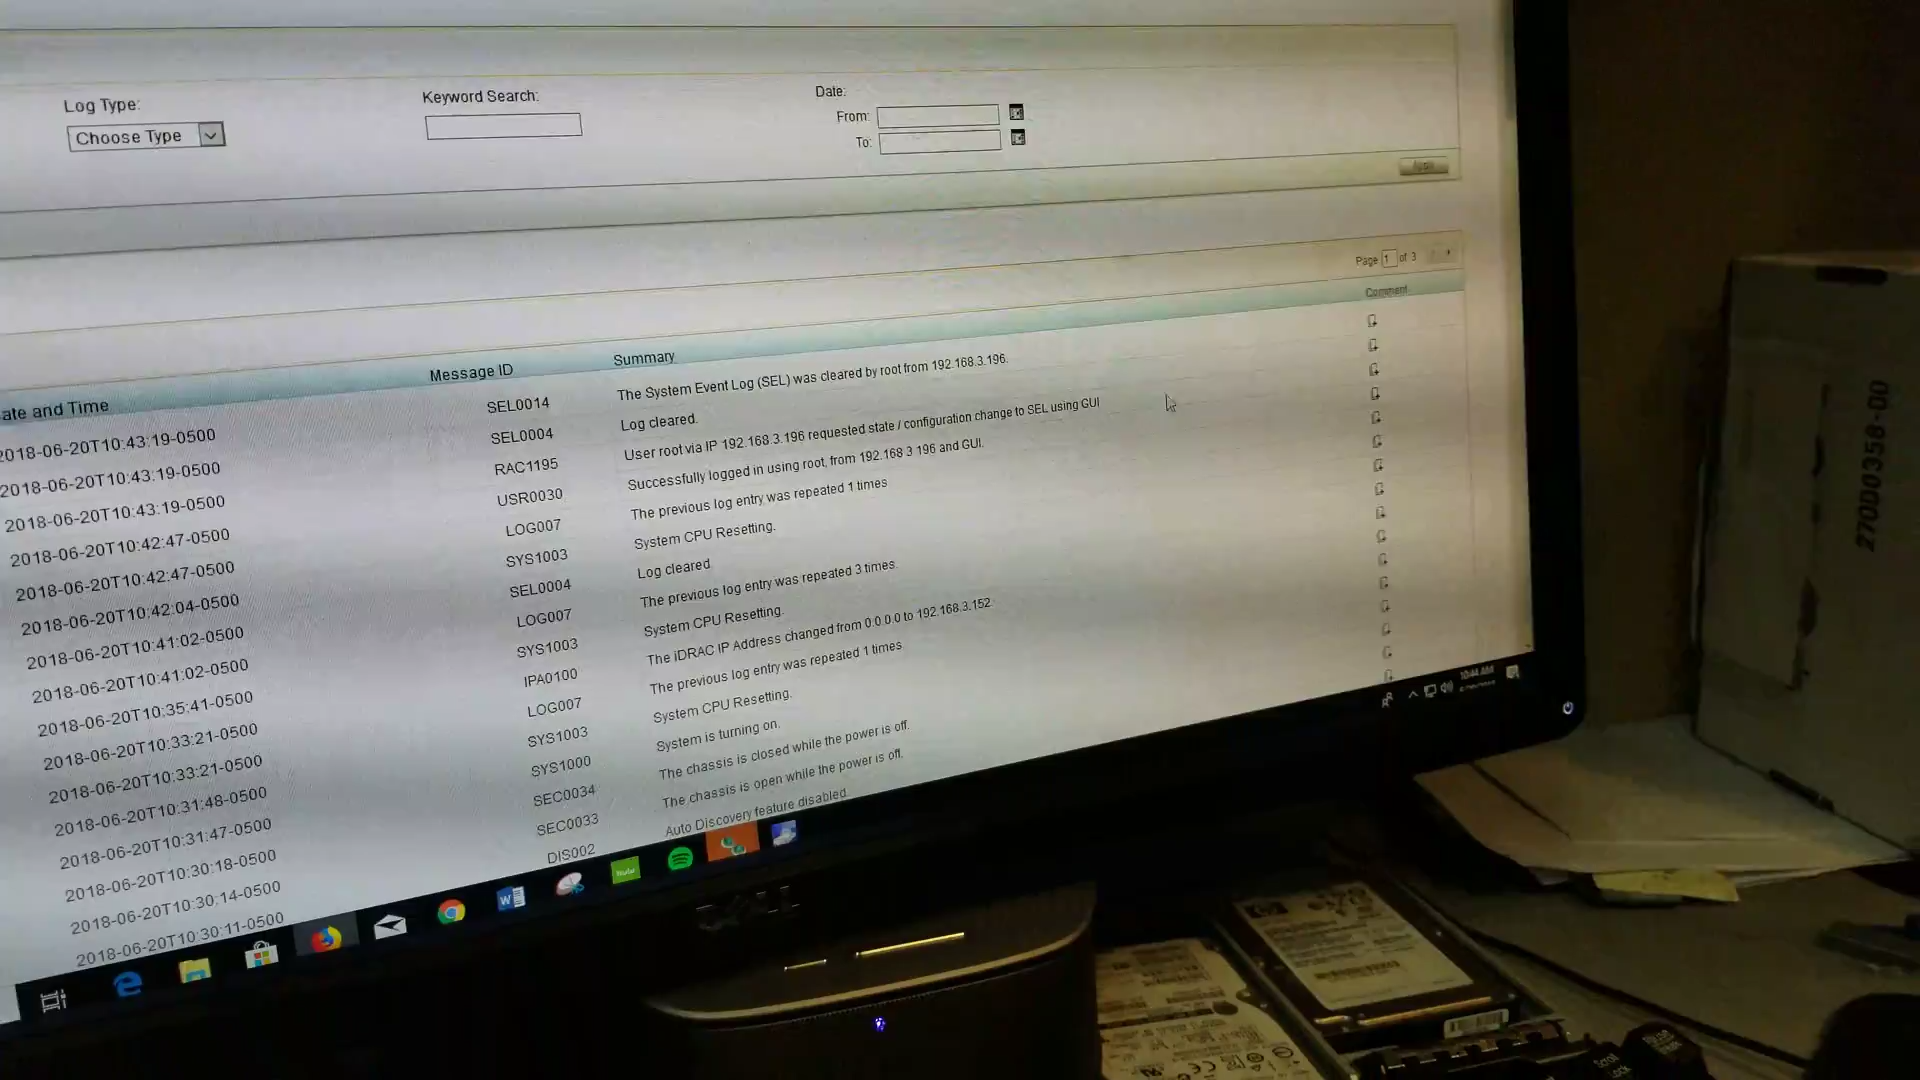 Log Type:
Keyword Search:
Date:
Choose Type
From:
To:
Apply
Page 1 of 3
ate and Time Message ID Summary Comment
2018-06-20T10:43:19-0500 SEL0014 The System Event Log (SEL) was cleared by root from 192.168.3.196.
2018-06-20T10:43:19-0500 SEL0004 Log cleared.
2018-06-20T10:43:19-0500 RAC1195 User root via IP 192.168.3.196 requested state / configuration change to SEL using GUI
2018-06-20T10:42:47-0500 USR0030 Successfully logged in using root, from 192.168.3.196 and GUI.
2018-06-20T10:42:47-0500 LOG007 The previous log entry was repeated 1 times
2018-06-20T10:42:04-0500 SYS1003 System CPU Resetting.
2018-06-20T10:41:02-0500 SEL0004 Log cleared
2018-06-20T10:41:02-0500 LOG007 The previous log entry was repeated 3 times.
2018-06-20T10:35:41-0500 SYS1003 System CPU Resetting.
2018-06-20T10:33:21-0500 IPA0100 The iDRAC IP Address changed from 0.0.0.0 to 192.168.3.152.
2018-06-20T10:33:21-0500 LOG007 The previous log entry was repeated 1 times
2018-06-20T10:31:48-0500 SYS1003 System CPU Resetting.
2018-06-20T10:31:47-0500 SYS1000 System is turning on.
2018-06-20T10:30:18-0500 SEC0034 The chassis is closed while the power is off.
2018-06-20T10:30:14-0500 SEC0033 The chassis is open while the power is off.
2018-06-20T10:30:11-0500 DIS002 Auto Discovery feature disabled.
10:44 AM
hulu
DELL
270D0358-00
hp
Scroll
Lock